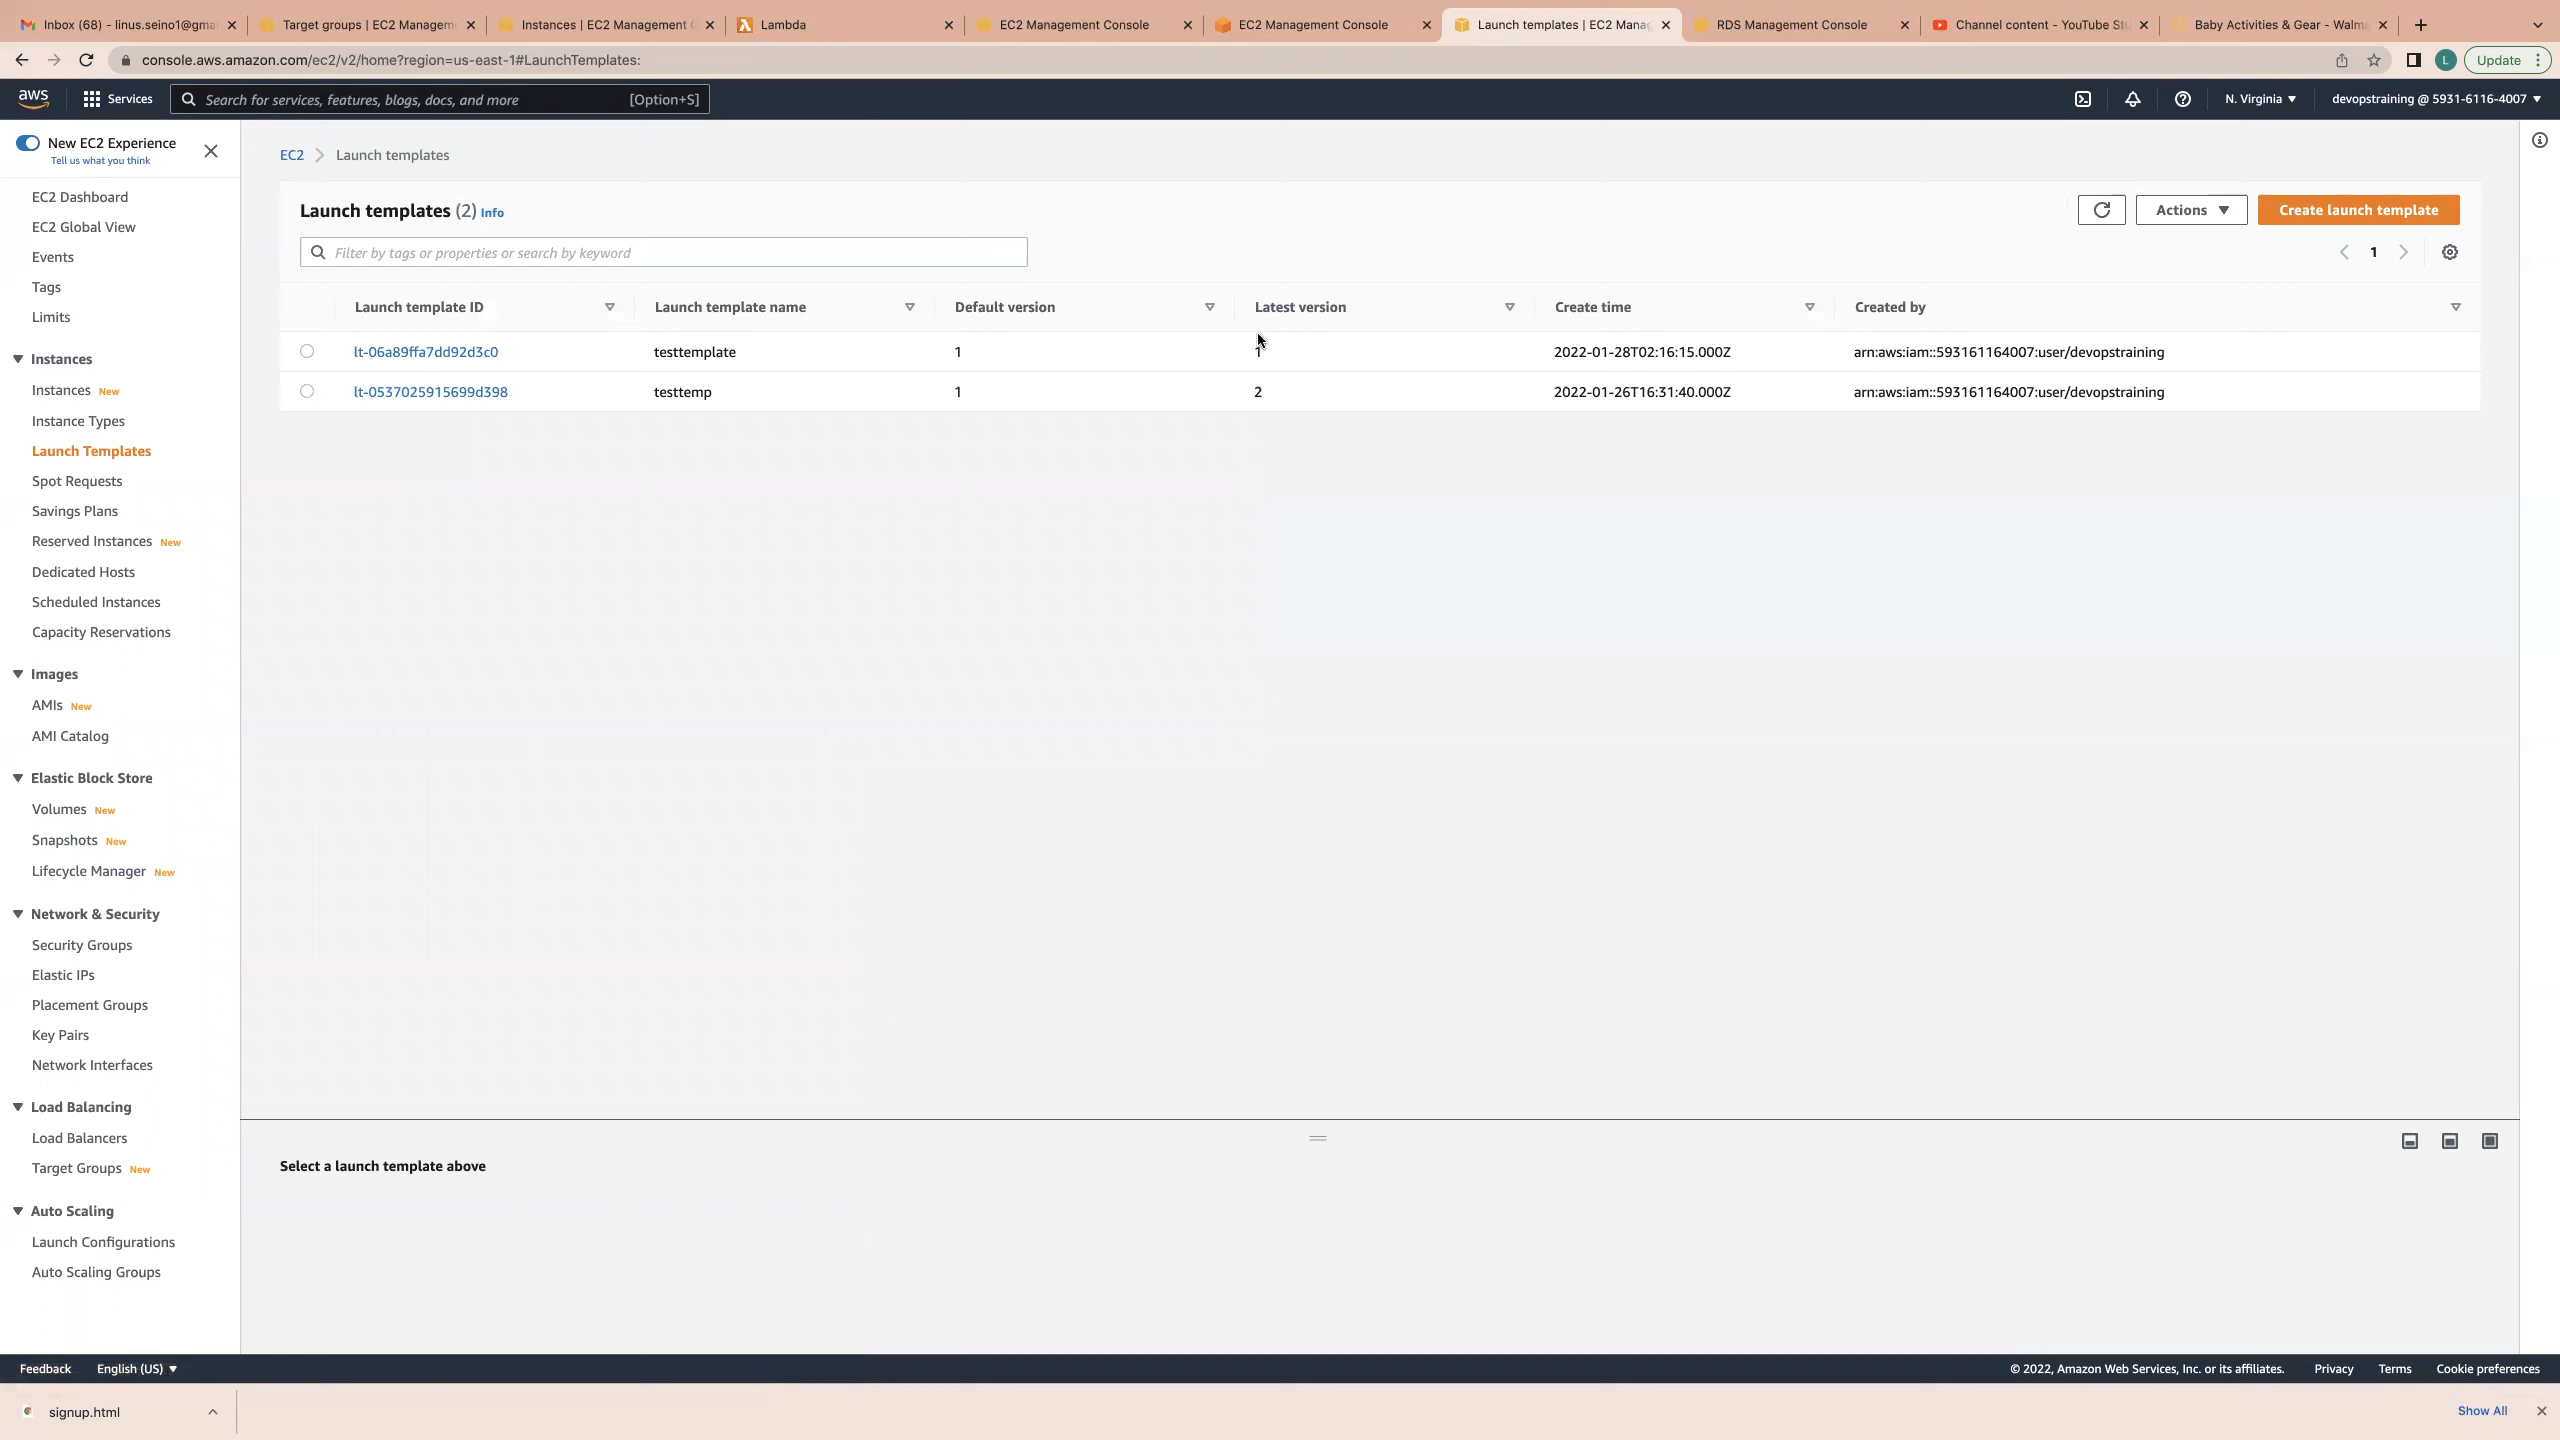 Inbox (68) - linus.seino1@gma
Target groups | EC2 Managem
Instances | EC2 Management C
Lambda
EC2 Management Console
EC2 Management Console
Launch templates | EC2 Manag
RDS Management Console
Channel content - YouTube Stu
Baby Activities & Gear - Walma
console.aws.amazon.com/ec2/v2/home?region=us-east-1#LaunchTemplates:
L
Update
aws
Services
Search for services, features, blogs, docs, and more
[Option+S]
N. Virginia
devopstraining @ 5931-6116-4007
New EC2 Experience
Tell us what you think
EC2 Dashboard
EC2 Global View
Events
Tags
Limits
Instances
Instances New
Instance Types
Launch Templates
Spot Requests
Savings Plans
Reserved Instances New
Dedicated Hosts
Scheduled Instances
Capacity Reservations
Images
AMIs New
AMI Catalog
Elastic Block Store
Volumes New
Snapshots New
Lifecycle Manager New
Network & Security
Security Groups
Elastic IPs
Placement Groups
Key Pairs
Network Interfaces
Load Balancing
Load Balancers
Target Groups New
Auto Scaling
Launch Configurations
Auto Scaling Groups
EC2 > Launch templates
Launch templates (2) Info
Actions
Create launch template
Filter by tags or properties or search by keyword
1
Launch template ID Launch template name Default version Latest version Create time Created by
lt-06a89ffa7dd92d3c0 testtemplate 1 1 2022-01-28T02:16:15.000Z arn:aws:iam::593161164007:user/devopstraining
lt-0537025915699d398 testtemp 1 2 2022-01-26T16:31:40.000Z arn:aws:iam::593161164007:user/devopstraining
Select a launch template above
Feedback
English (US)
© 2022, Amazon Web Services, Inc. or its affiliates.
Privacy
Terms
Cookie preferences
signup.html
Show All